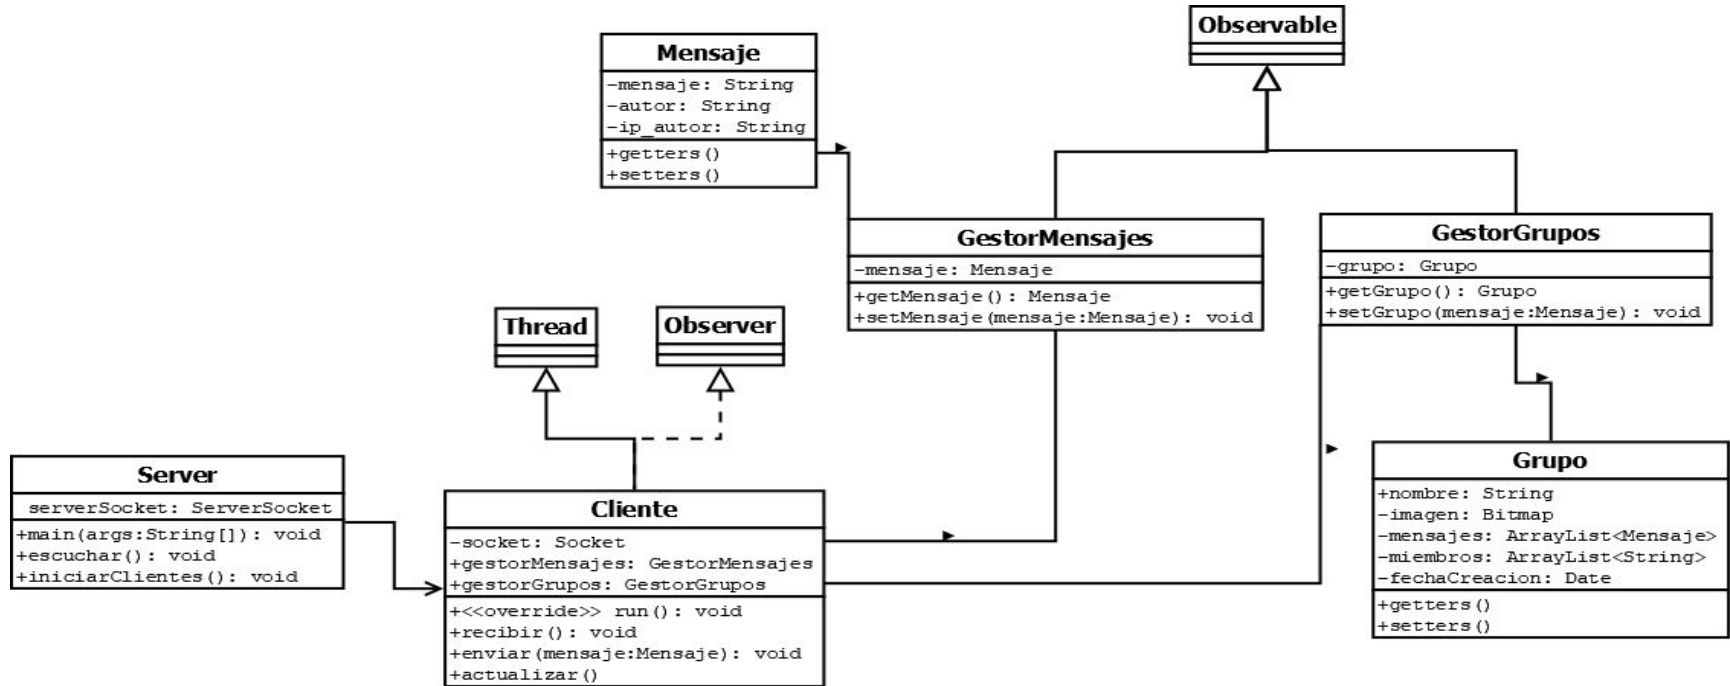 Observable
Mensaje
-mensaje: String
-autor: String
-ip_autor: String
+getters()
+setters()
GestorMensajes
-mensaje: Mensaje
+getMensaje(): Mensaje
+setMensaje(mensaje:Mensaje): void
GestorGrupos
-grupo: Grupo
+getGrupo(): Grupo
+setGrupo(mensaje:Mensaje): void
Thread
Observer
Server
serverSocket: ServerSocket
+main(args:String[]): void
+escuchar(): void
+iniciarClientes(): void
Cliente
-socket: Socket
+gestorMensajes: GestorMensajes
+gestorGrupos: GestorGrupos
+<<override>> run(): void
+recibir(): void
+enviar(mensaje:Mensaje): void
+actualizar()
Grupo
+nombre: String
-imagen: Bitmap
-mensajes: ArrayList<Mensaje>
-miembros: ArrayList<String>
-fechaCreacion: Date
+getters()
+setters()